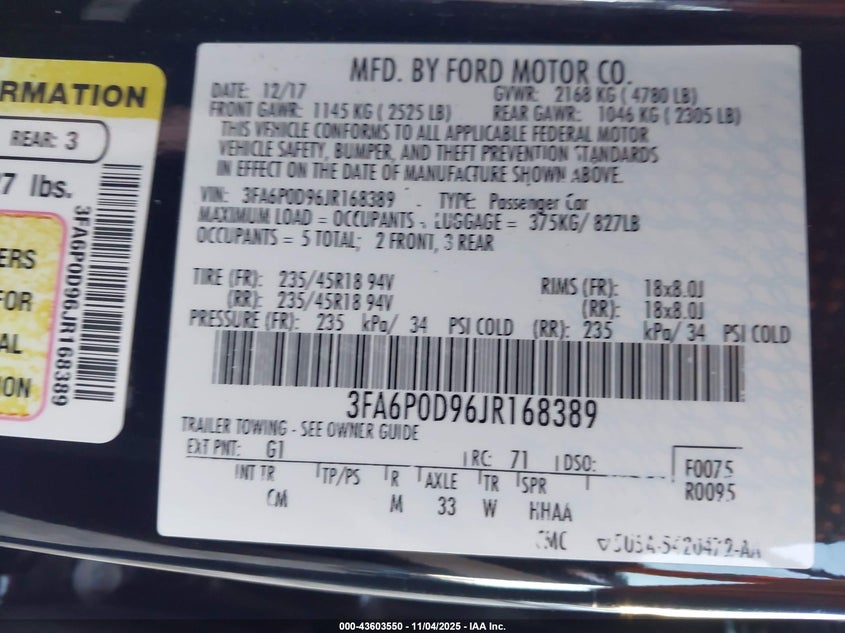 MFD. BY FORD MOTOR CO.
DATE: 12/17 GVWR: 2168 KG ( 4780 LB)
FRONT GAWR: 1145 KG ( 2525 LB) REAR GAWR: 1046 KG ( 2305 LB)
THIS VEHICLE CONFORMS TO ALL APPLICABLE FEDERAL MOTOR
VEHICLE SAFETY, BUMPER, AND THEFT PREVENTION STANDARDS
IN EFFECT ON THE DATE OF MANUFACTURE SHOWN ABOVE.
VIN: 3FA6P0D96JR168389 - TYPE: Passenger Car
MAXIMUM LOAD = OCCUPANTS - LUGGAGE = 375KG/ 827LB
OCCUPANTS = 5 TOTAL; 2 FRONT, 3 REAR
TIRE (FR): 235/45R18 94V RIMS (FR): 18x8.0J
(RR): 235/45R18 94V (RR): 18x8.0J
PRESSURE (FR): 235 kPa/ 34 PSI COLD (RR): 235 kPa/ 34 PSI COLD
3FA6P0D96JR168389
TRAILER TOWING - SEE OWNER GUIDE
EXT PNT: G1 RC: 71 DSO: F0075
INT TR TP/PS R AXLE TR SPR R0095
CM M 33 W HHAA
RMATION
REAR: 3
7 lbs.
3FA6P0D96JR168389
ERS
FOR
AL
ION
000-43603550 - 11/04/2025 - IAA Inc.